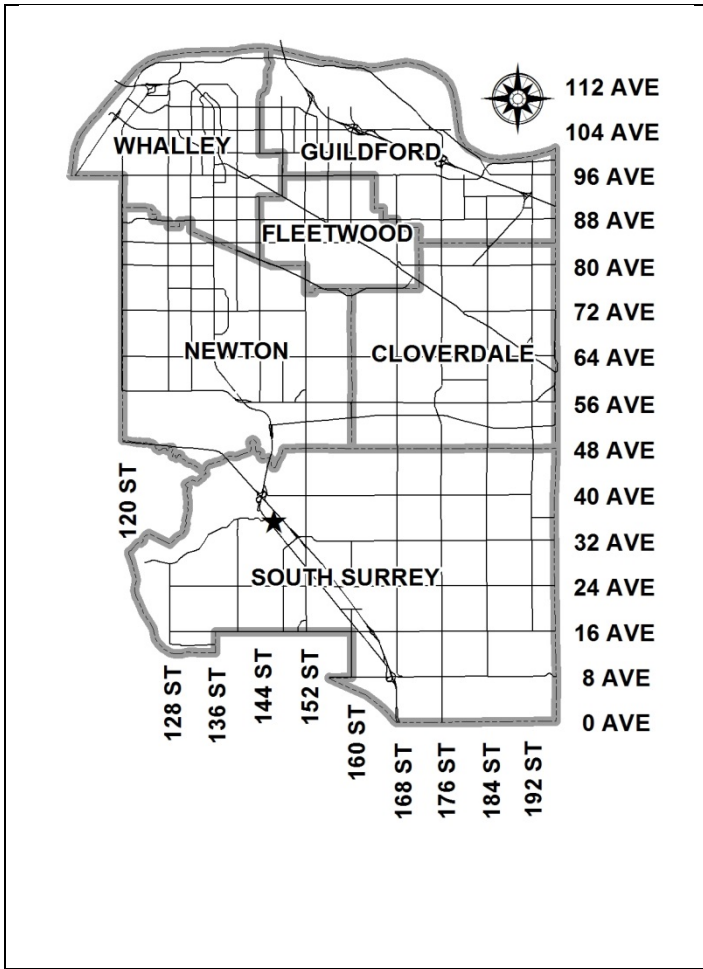 112 AVE
104 AVE
WHALLEY
GUILDFORD
96 AVE
88 AVE
FLEETWOOD
80 AVE
72 AVE
NEWTON
CLOVERDALE
64 AVE
56 AVE
48 AVE
120 ST
40 AVE
32 AVE
SOUTH SURREY
24 AVE
16 AVE
8 AVE
128 ST
136 ST
144 ST
152 ST
160 ST
0 AVE
168 ST
176 ST
184 ST
192 ST